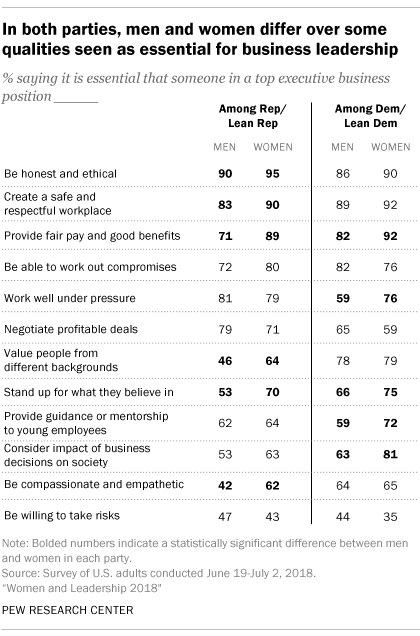 In both parties, men and women differ over some
qualities seen as essential for business leadership
% saying it is essential that someone in a top executive business
position ______
Among Rep/ Among Dem/
Lean Rep Lean Dem
MEN WOMEN MEN WOMEN
Be honest and ethical 90 95 86 90
Create a safe and
respectful workplace 83 90 89 92
Provide fair pay and good benefits 71 89 82 92
Be able to work out compromises 72 80 82 76
Work well under pressure 81 79 59 76
Negotiate profitable deals 79 71 65 59
Value people from
different backgrounds 46 64 78 79
Stand up for what they believe in 53 70 66 75
Provide guidance or mentorship
to young employees 62 64 59 72
Consider impact of business
decisions on society 53 63 63 81
Be compassionate and empathetic 42 62 64 65
Be willing to take risks 47 43 44 35
Note: Bolded numbers indicate a statistically significant difference between men
and women in each party.
Source: Survey of U.S. adults conducted June 19-July 2, 2018.
"Women and Leadership 2018"
PEW RESEARCH CENTER